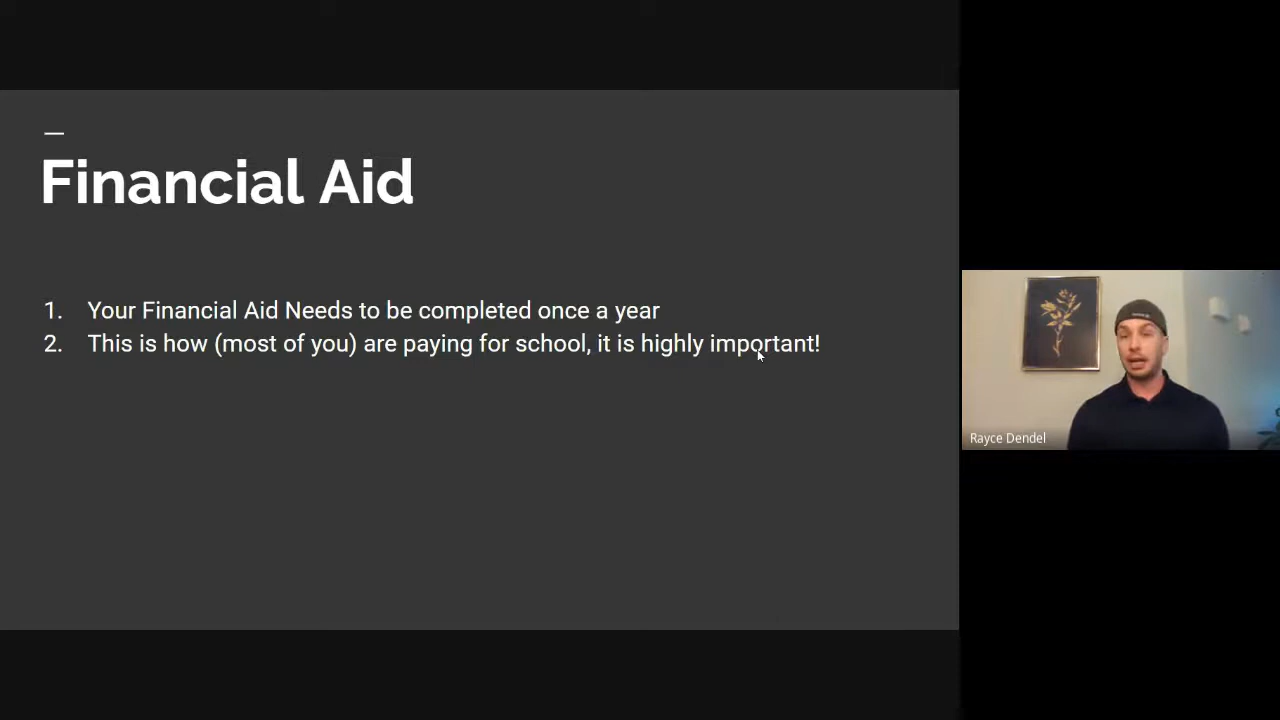 Financial Aid
1. Your Financial Aid Needs to be completed once a year
2. This is how (most of you) are paying for school, it is highly important!
Rayce Dendel